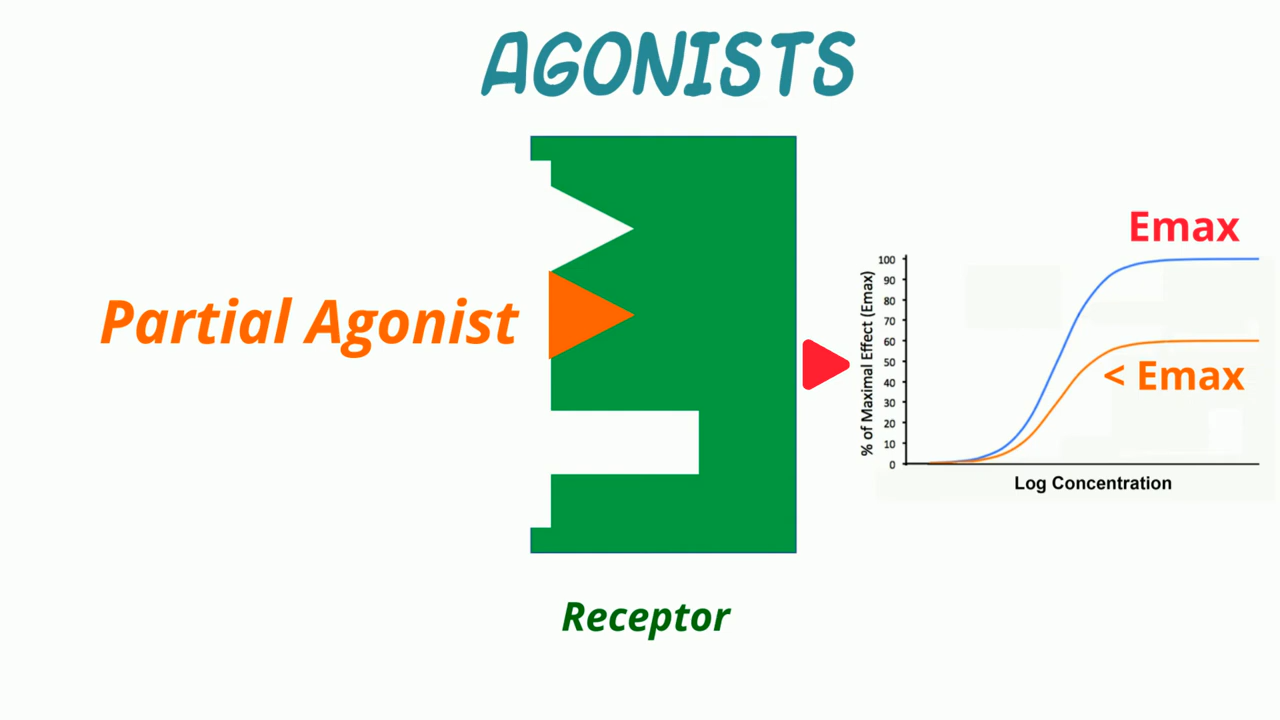 AGONISTS
Partial Agonist
Receptor
Emax
< Emax
% of Maximal Effect (Emax)
100
90
80
70
60
50
40
30
20
10
0
Log Concentration